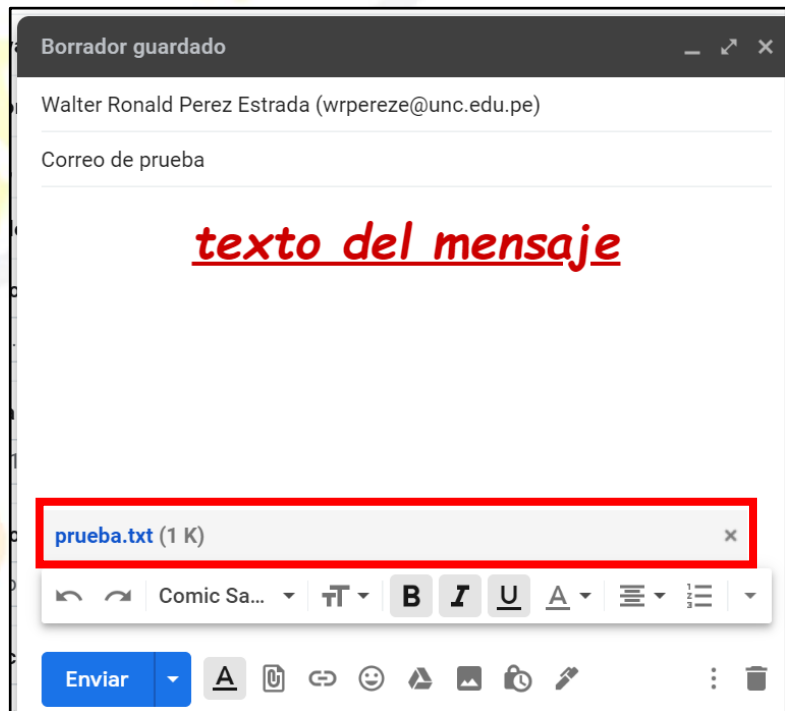 Borrador guardado
Walter Ronald Perez Estrada (wrpereze@unc.edu.pe)
Correo de prueba
texto del mensaje
prueba.txt (1 K)
Comic Sa...
B I U A
Enviar A